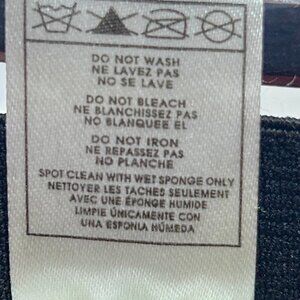 DO NOT WASH
NE LAVEZ PAS
NO SE LAVE
DO NOT BLEACH
NE BLANCHISSEZ PAS
NO BLANQUEE EL
DO NOT IRON
NE REPASSEZ PAS
NO PLANCHE
SPOT CLEAN WITH WET SPONGE ONLY
NETTOYER LES TACHES SEULEMENT
AVEC UNE ÉPONGE HUMIDE
LIMPIE ÚNICAMENTE CON
UNA ESPONJA HÚMEDA